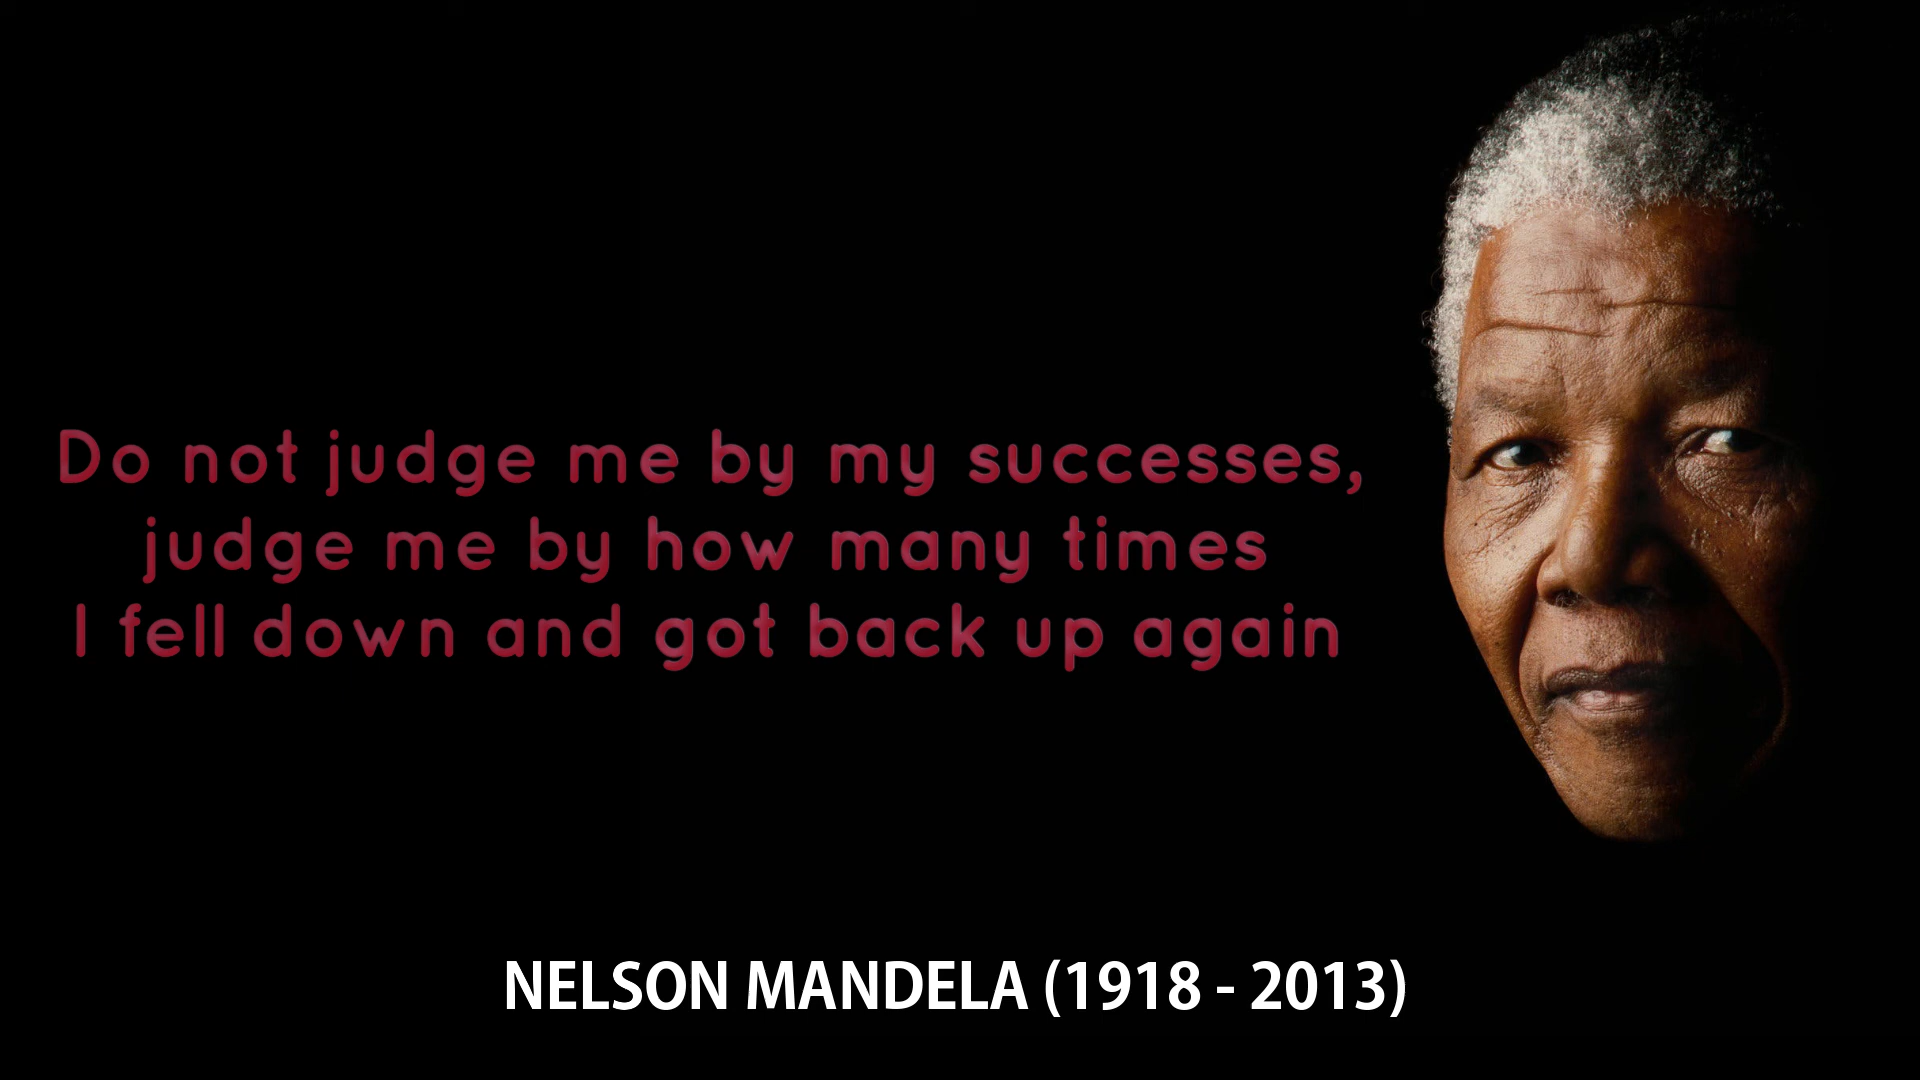 Do not judge me by my successes,
judge me by how many times
I fell down and got back up again
NELSON MANDELA (1918 - 2013)